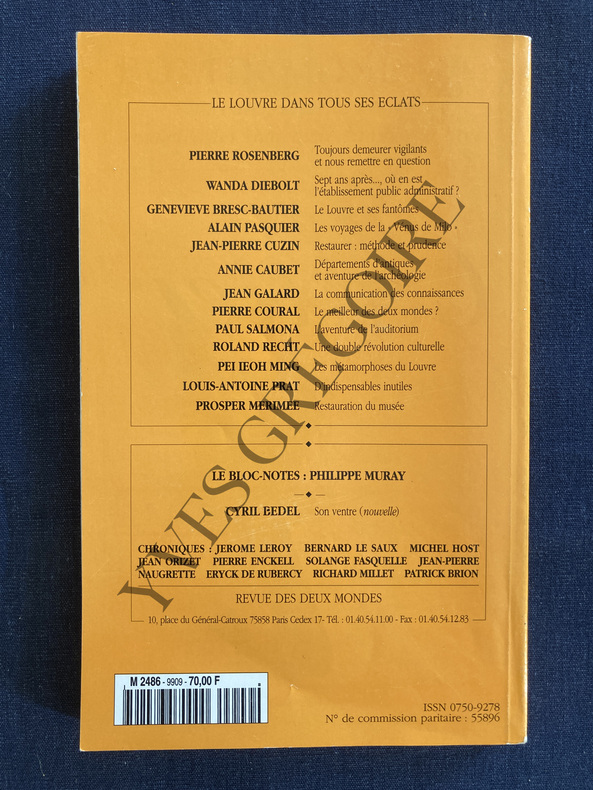 LE LOUVRE DANS TOUS SES ECLATS
PIERRE ROSENBERG Toujours demeurer vigilants
et nous remettre en question
WANDA DIEBOLT Sept ans après..., où en est
l'établissement public administratif ?
GENEVIEVE BRESC-BAUTIER Le Louvre et ses fantômes
ALAIN PASQUIER Les voyages de la « Vénus de Milo »
JEAN-PIERRE CUZIN Restaurer : méthode et prudence
ANNIE CAUBET Départements d'antiques
et aventure de l'archéologie
JEAN GALARD La communication des connaissances
PIERRE COURAL Le meilleur des deux mondes ?
PAUL SALMONA L'aventure de l'auditorium
ROLAND RECHT Une double révolution culturelle
PEI IEOH MING Les métamorphoses du Louvre
LOUIS-ANTOINE PRAT D'indispensables inutiles
PROSPER MERIMEE Restauration du musée
LE BLOC-NOTES : PHILIPPE MURAY
CYRIL EEDEL Son ventre (nouvelle)
CHRONIQUES : JEROME LEROY BERNARD LE SAUX MICHEL HOST
JEAN ORIZET PIERRE ENCKELL SOLANGE FASQUELLE JEAN-PIERRE
NAUGRETTE ERYCK DE RUBERCY RICHARD MILLET PATRICK BRION
REVUE DES DEUX MONDES
10, place du Général-Catroux 75858 Paris Cedex 17- Tél. : 01.40.54.11.00 - Fax : 01.40.54.12.83
M 2486 - 9909 - 70,00 F
ISSN 0750-9278
N° de commission paritaire : 55896
YVES GRÉGOIRE